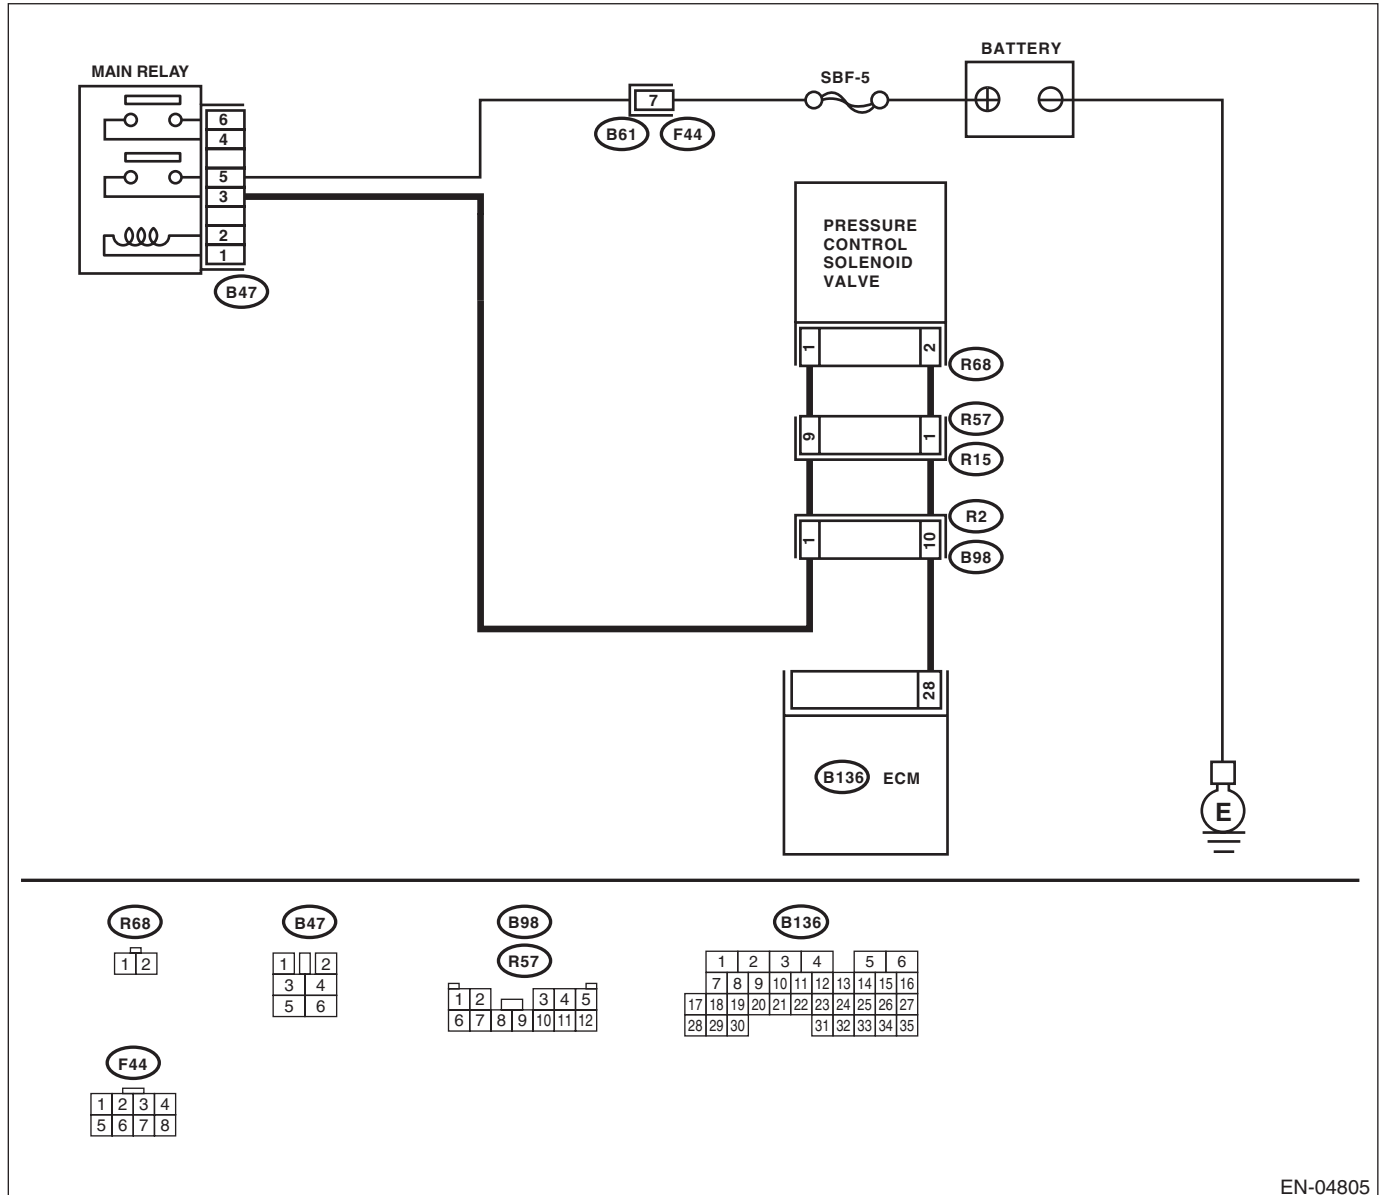 BATTERY
SBF-5
MAIN RELAY
7
6
B61 F44
4
5
3
PRESSURE
CONTROL
SOLENOID
VALVE
2
1
B47
1 2
R68
9 1
R57
R15
1 10
R2
B98
28
B136 ECM
E
R68
B47
B98
B136
R57
1 2
1 2
3 4
5 6
1 2 3 4 5
6 7 8 9 10 11 12
1 2 3 4 5 6
7 8 9 10 11 12 13 14 15 16
17 18 19 20 21 22 23 24 25 26 27
28 29 30 31 32 33 34 35
F44
1 2 3 4
5 6 7 8
EN-04805